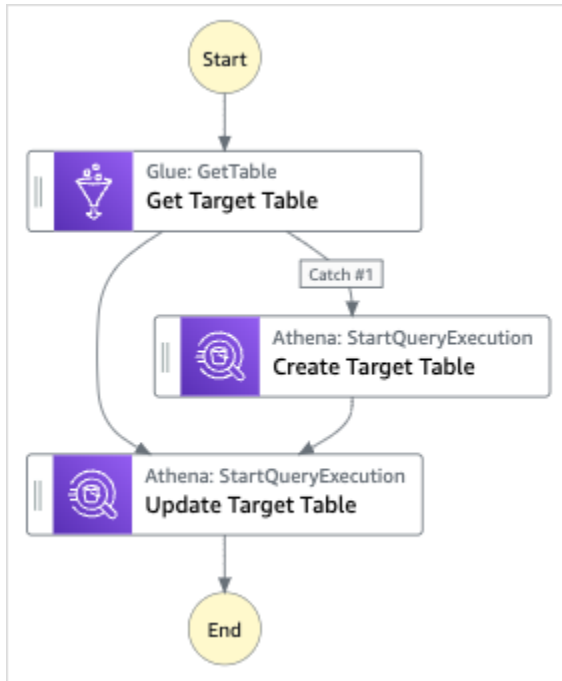 Start
Glue: GetTable
Get Target Table
Catch #1
Athena: StartQueryExecution
Create Target Table
Athena: StartQueryExecution
Update Target Table
End